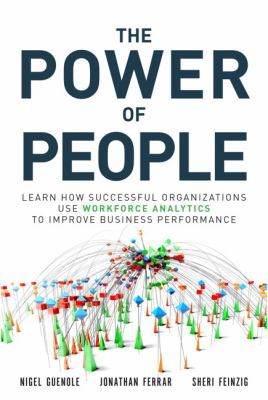 THE
POWER
OF
PEOPLE
LEARN HOW SUCCESSFUL ORGANIZATIONS
USE WORKFORCE ANALYTICS
TO IMPROVE BUSINESS PERFORMANCE
NIGEL GUENOLE JONATHAN FERRAR SHERI FEINZIG